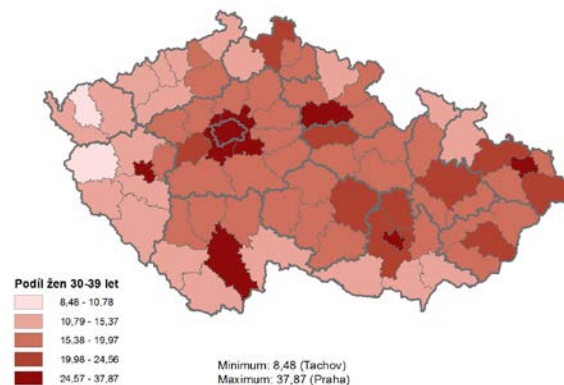 Podíl žen 30-39 let
8,48 - 10,78
10,79 - 15,37
15,38 - 19,97
19,98 - 24,56
24,57 - 37,87
Minimum: 8,48 (Tachov)
Maximum: 37,87 (Praha)